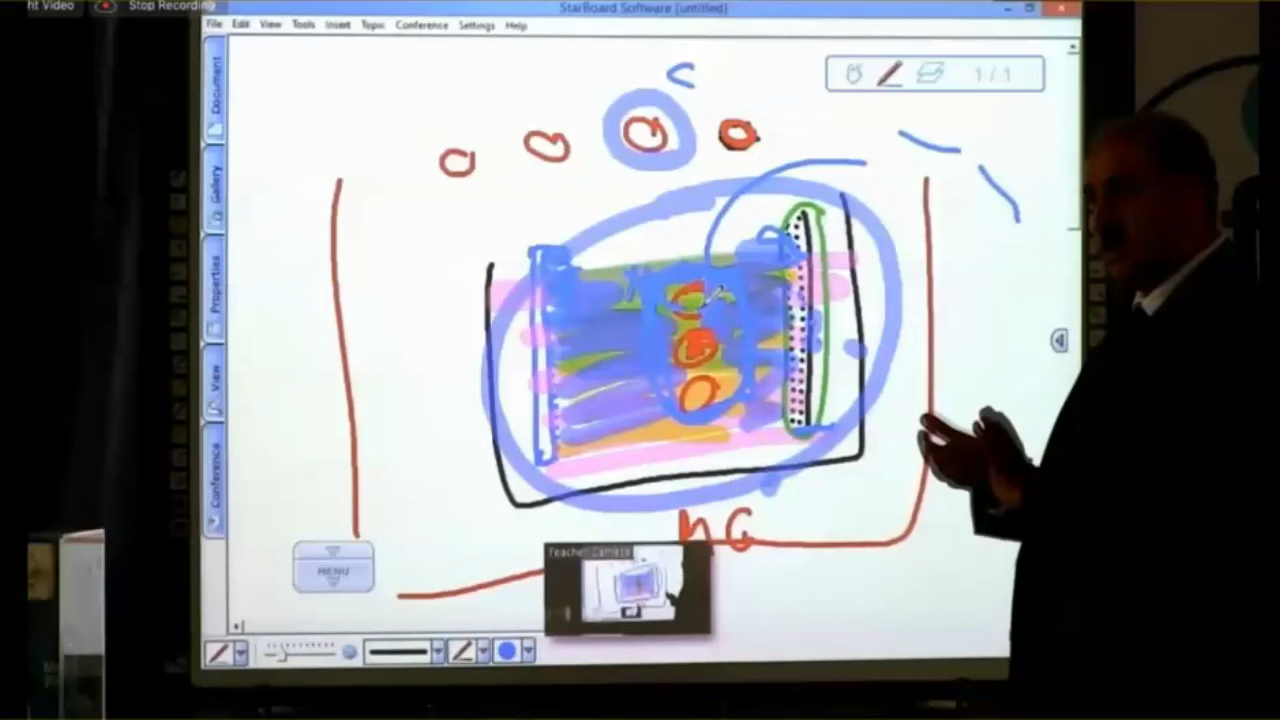 ht Video Stop Recording
StarBoard Software [untitled]
File Edit View Tools Insert Topic Conference Settings Help
1 / 1
Document
Gallery
Properties
View
Conference
C
MENU
Teacher Camera